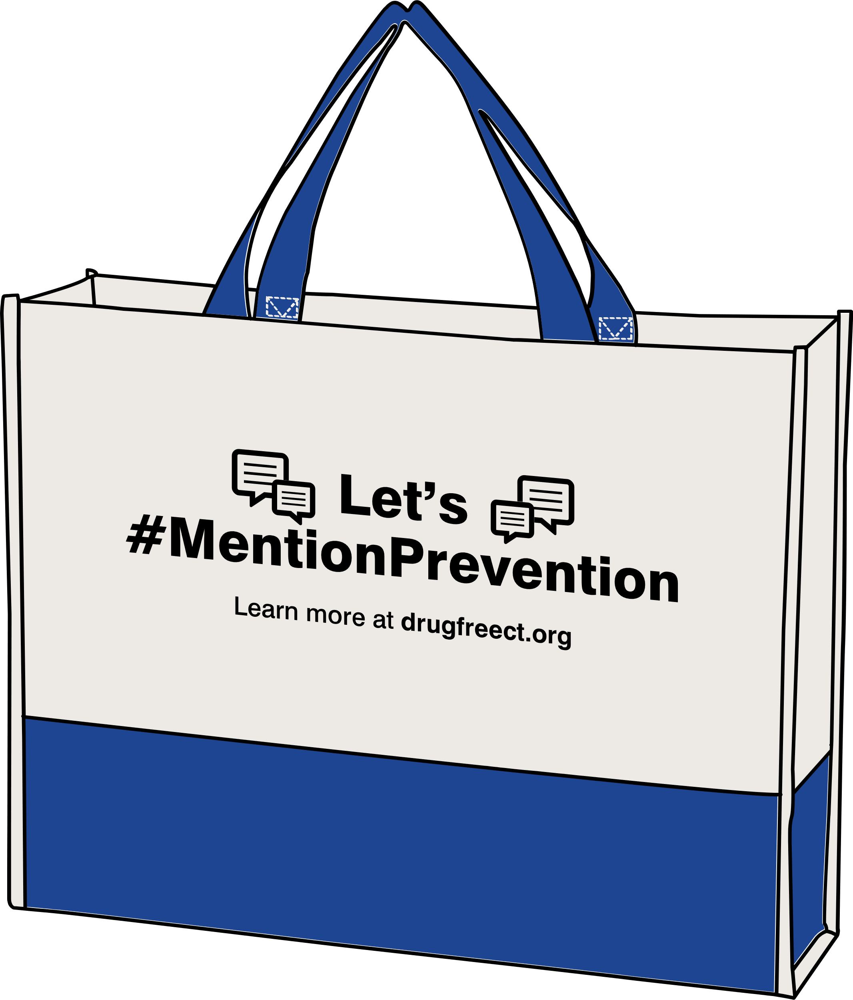 Let's
#MentionPrevention
Learn more at drugfreect.org